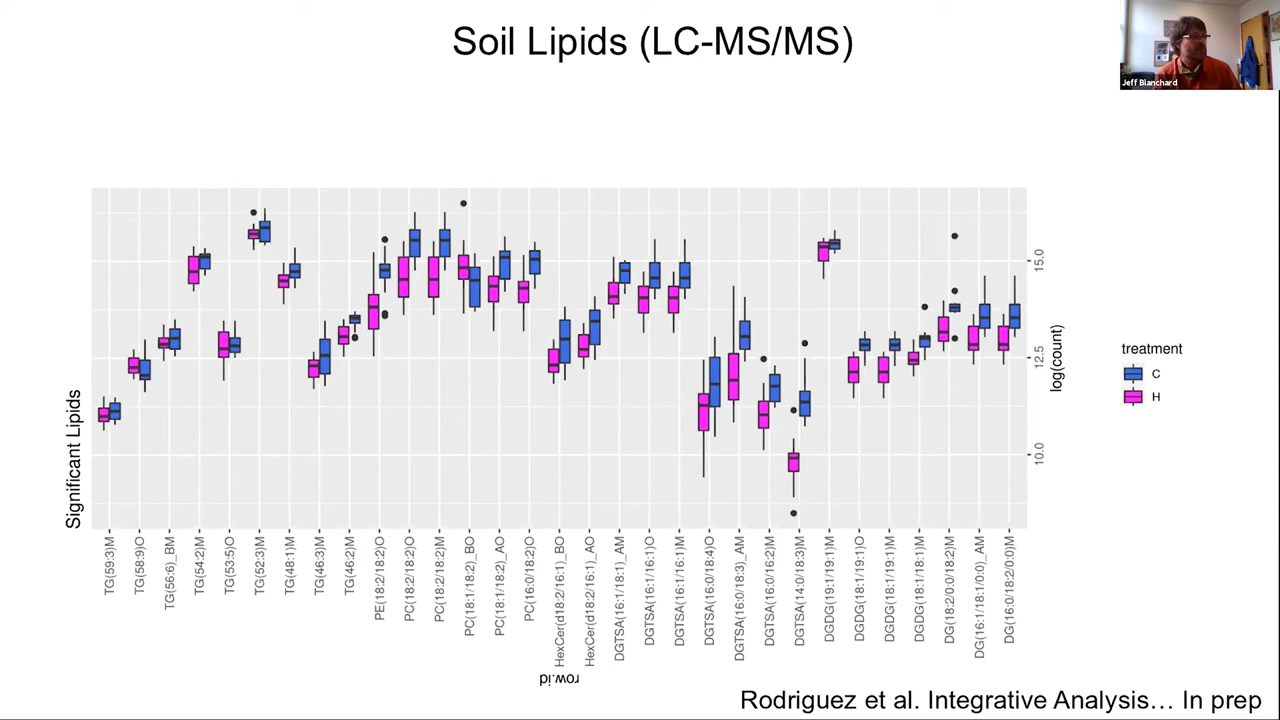 Soil Lipids (LC-MS/MS)
Jeff Blanchard
Significant Lipids
15.0
12.5
10.0
log(count)
treatment
C
H
TG(59:3)M
TG(58:9)O
TG(56:6)_BM
TG(54:2)M
TG(53:5)O
TG(52:3)M
TG(48:1)M
TG(46:3)M
TG(46:2)M
PE(18:2/18:2)O
PC(18:2/18:2)O
PC(18:2/18:2)M
PC(18:1/18:2)_BO
PC(18:1/18:2)_AO
PC(16:0/18:2)O
HexCer(d18:2/16:1)_BO
HexCer(d18:2/16:1)_AO
DGTSA(16:1/18:1)_AM
DGTSA(16:1/16:1)O
DGTSA(16:1/16:1)M
DGTSA(16:0/18:4)O
DGTSA(16:0/18:3)_AM
DGTSA(16:0/16:2)M
DGTSA(14:0/18:3)M
DGDG(19:1/19:1)M
DGDG(18:1/19:1)O
DGDG(18:1/19:1)M
DGDG(18:1/18:1)M
DG(18:2/0:0/18:2)M
DG(16:1/18:1/0:0)_AM
DG(16:0/18:2/0:0)M
row.id
Rodriguez et al. Integrative Analysis… In prep